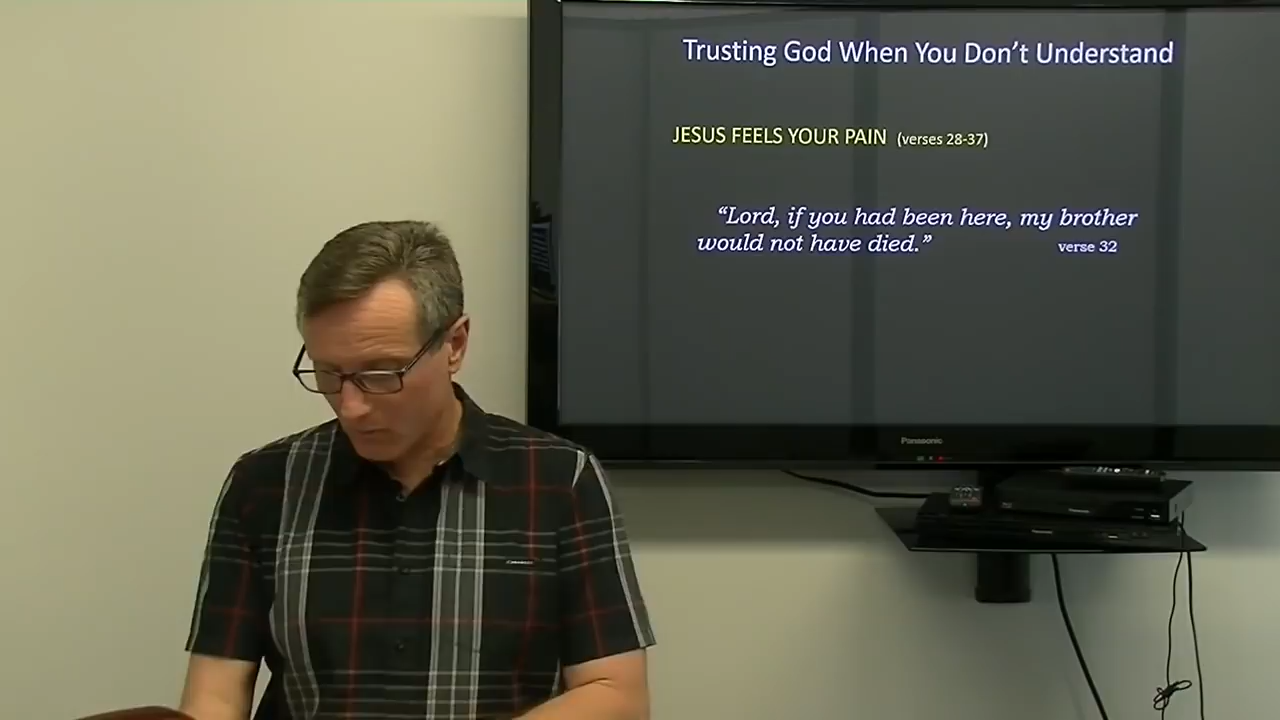 Trusting God When You Don't Understand
JESUS FEELS YOUR PAIN (verses 28-37)
“Lord, if you had been here, my brother
would not have died.” verse 32
Panasonic